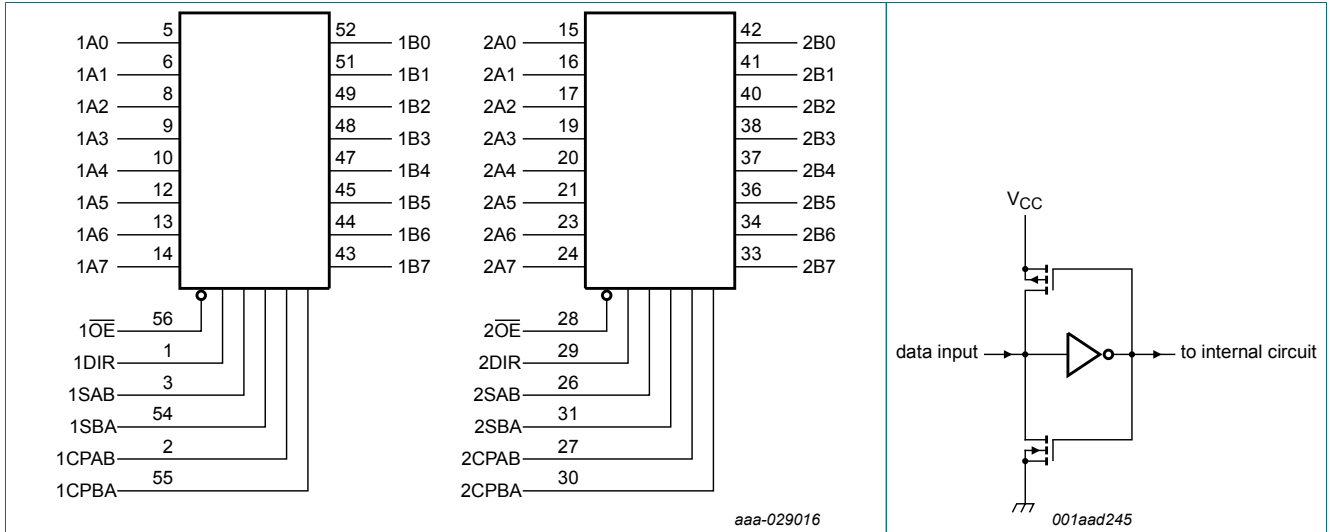 1A0 5 52 1B0 2A0 15 42 2B0
1A1 6 51 1B1 2A1 16 41 2B1
1A2 8 49 1B2 2A2 17 40 2B2
1A3 9 48 1B3 2A3 19 38 2B3
1A4 10 47 1B4 2A4 20 37 2B4
1A5 12 45 1B5 2A5 21 36 2B5
1A6 13 44 1B6 2A6 23 34 2B6
1A7 14 43 1B7 2A7 24 33 2B7
1O̅E̅ 56 2O̅E̅ 28
1DIR 1 2DIR 29
1SAB 3 2SAB 26
1SBA 54 2SBA 31
1CPAB 2 2CPAB 27
1CPBA 55 2CPBA 30
aaa-029016
VCC
data input to internal circuit
001aad245